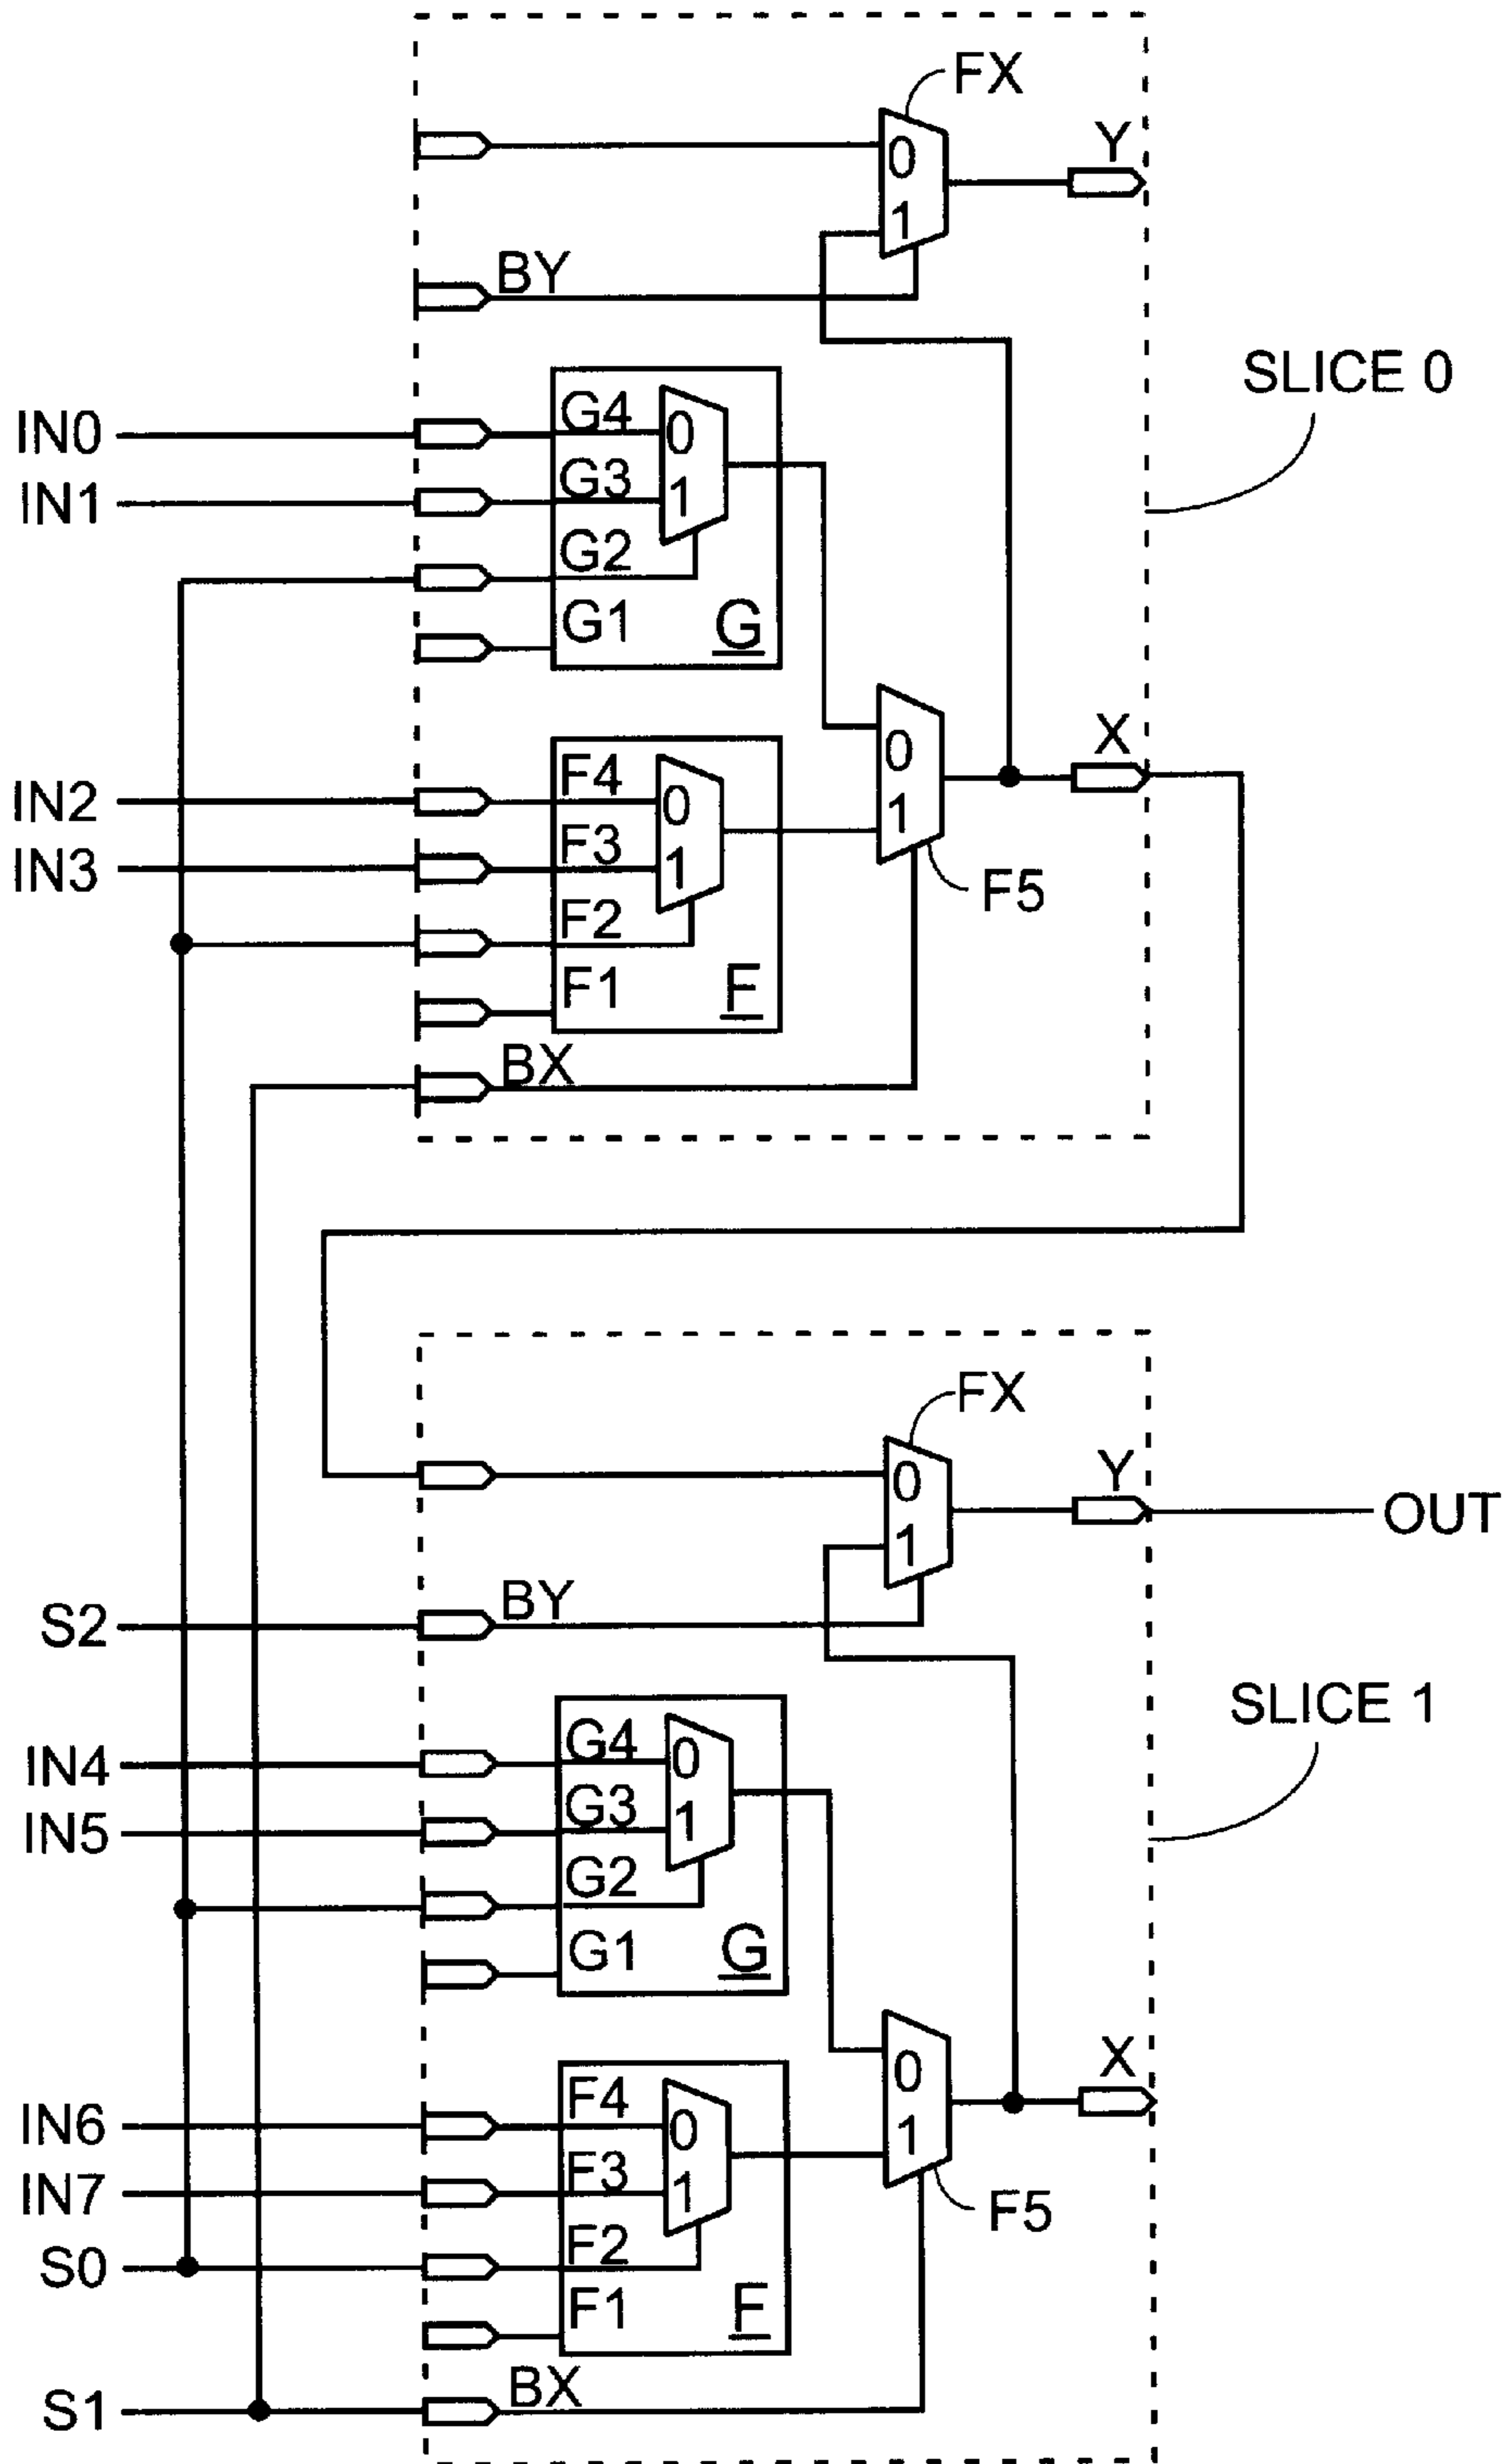 FX
0
Y
1
BY
SLICE 0
IN0
G4
0
IN1
G3
1
G2
G1
G
X
0
IN2
F4
0
1
IN3
F3
1
F5
F2
F1
F
BX
FX
0
Y
1
OUT
S2
BY
SLICE 1
IN4
G4
0
IN5
G3
1
G2
G1
G
X
0
IN6
F4
0
1
IN7
F3
1
F5
S0
F2
F1
F
S1
BX